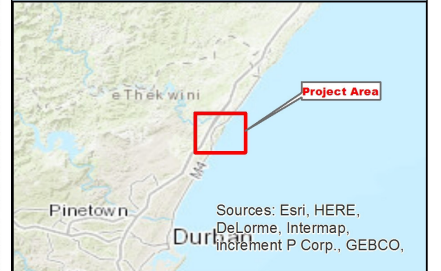 Project Area
eThekwini
M4
Pinetown
Durban
Sources: Esri, HERE,
DeLorme, Intermap,
increment P Corp., GEBCO,